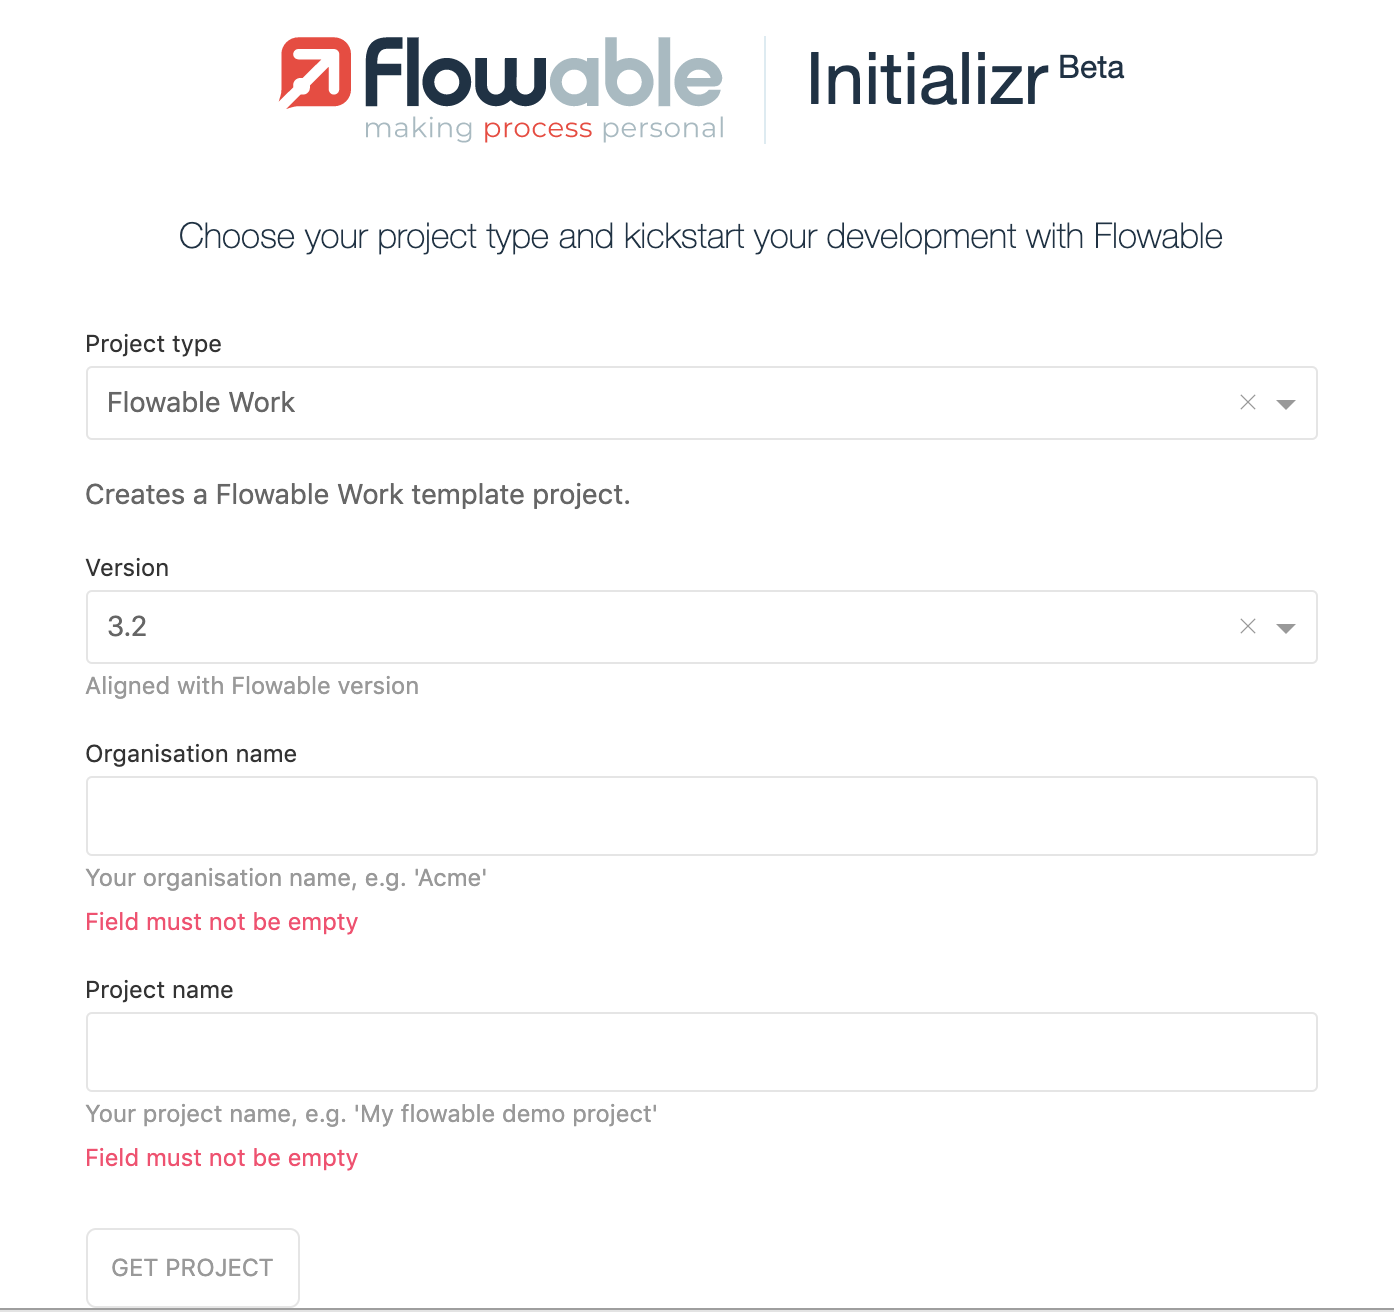 flowable
making process personal
Initializr Beta
Choose your project type and kickstart your development with Flowable
Project type
Flowable Work
Creates a Flowable Work template project.
Version
3.2
Aligned with Flowable version
Organisation name
Your organisation name, e.g. 'Acme'
Field must not be empty
Project name
Your project name, e.g. 'My flowable demo project'
Field must not be empty
GET PROJECT